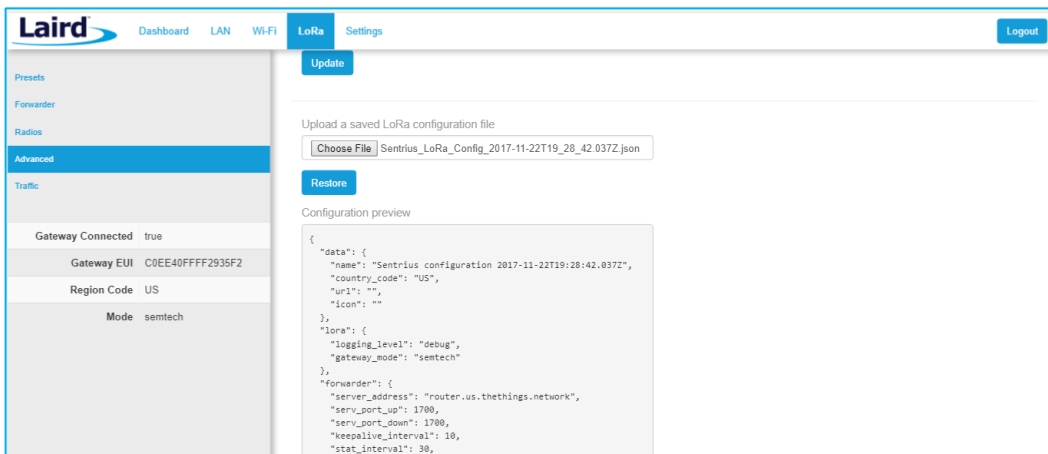 Laird
Dashboard LAN Wi-Fi LoRa Settings Logout
Presets
Forwarder
Radios
Advanced
Traffic
Gateway Connected true
Gateway EUI C0EE40FFFF2935F2
Region Code US
Mode semtech
Update
Upload a saved LoRa configuration file
Choose File Sentrius_LoRa_Config_2017-11-22T19_28_42.037Z.json
Restore
Configuration preview
{
"data": {
"name": "Sentrius configuration 2017-11-22T19:28:42.037Z",
"country_code": "US",
"url": "",
"icon": ""
},
"lora": {
"logging_level": "debug",
"gateway_mode": "semtech"
},
"forwarder": {
"server_address": "router.us.thethings.network",
"serv_port_up": 1700,
"serv_port_down": 1700,
"keepalive_interval": 10,
"stat_interval": 30,